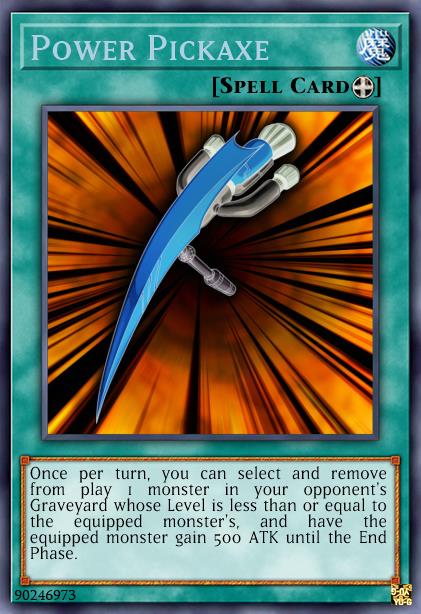 Power Pickaxe
魔
[Spell Card]
Once per turn, you can select and remove
from play 1 monster in your opponent's
Graveyard whose Level is less than or equal to
the equipped monster's, and have the
equipped monster gain 500 ATK until the End
Phase.
90246973